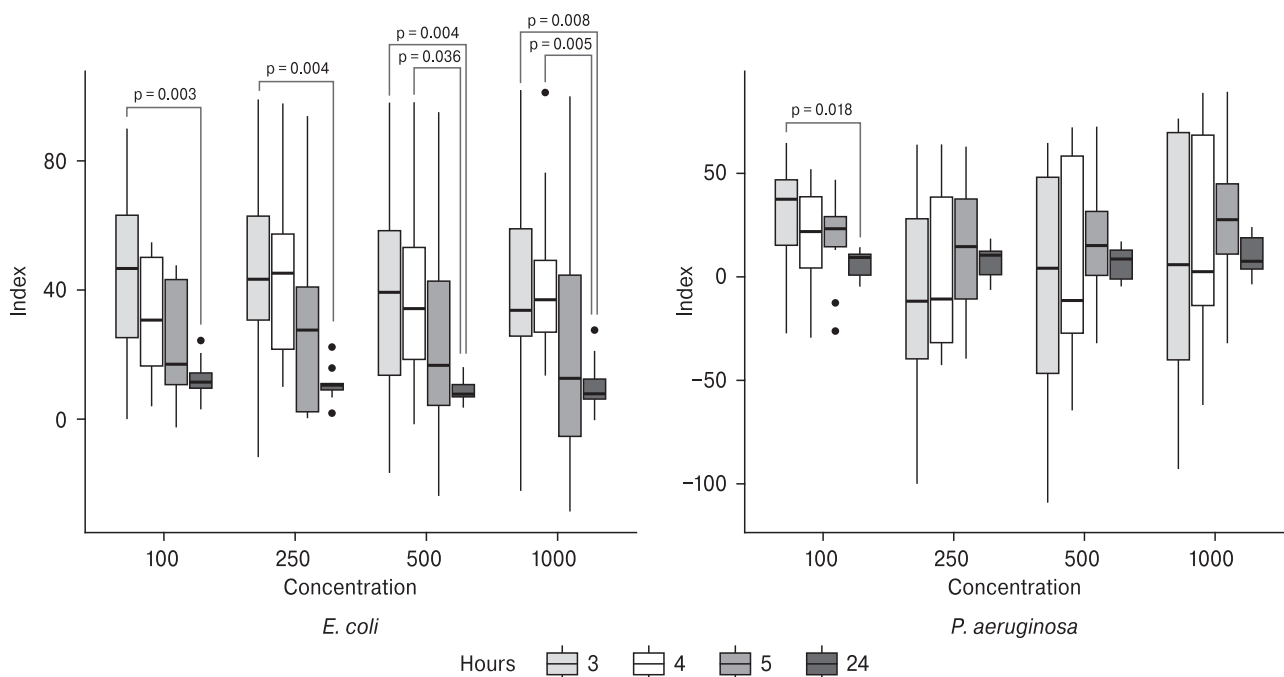 p = 0.008
p = 0.004
p = 0.005
p = 0.036
p = 0.004
p = 0.003
p = 0.018
Index
80
40
0
100
250
500
1000
Concentration
E. coli
Index
50
0
−50
−100
100
250
500
1000
Concentration
P. aeruginosa
Hours 3 4 5 24